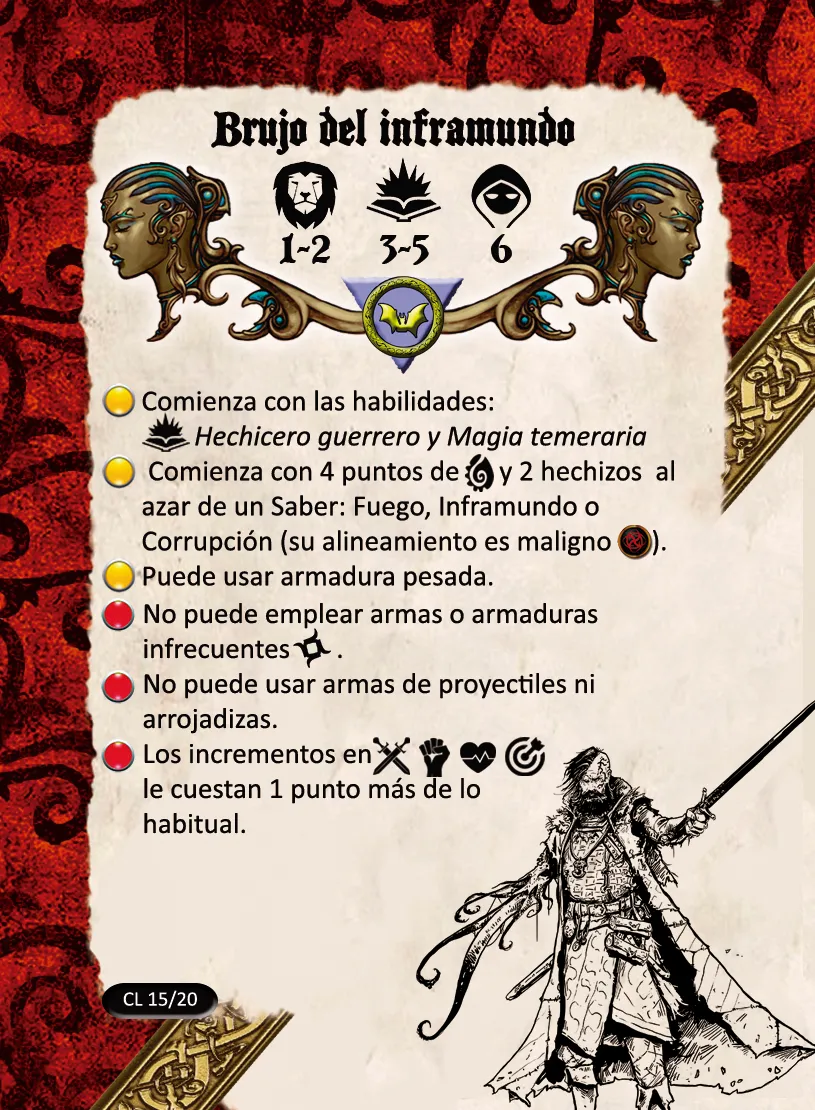 Brujo del inframundo
1~2 3~5 6
Comienza con las habilidades:
Hechicero guerrero y Magia temeraria
Comienza con 4 puntos de y 2 hechizos al
azar de un Saber: Fuego, Inframundo o
Corrupción (su alineamiento es maligno ).
Puede usar armadura pesada.
No puede emplear armas o armaduras
infrecuentes .
No puede usar armas de proyectiles ni
arrojadizas.
Los incrementos en
le cuestan 1 punto más de lo
habitual.
CL 15/20